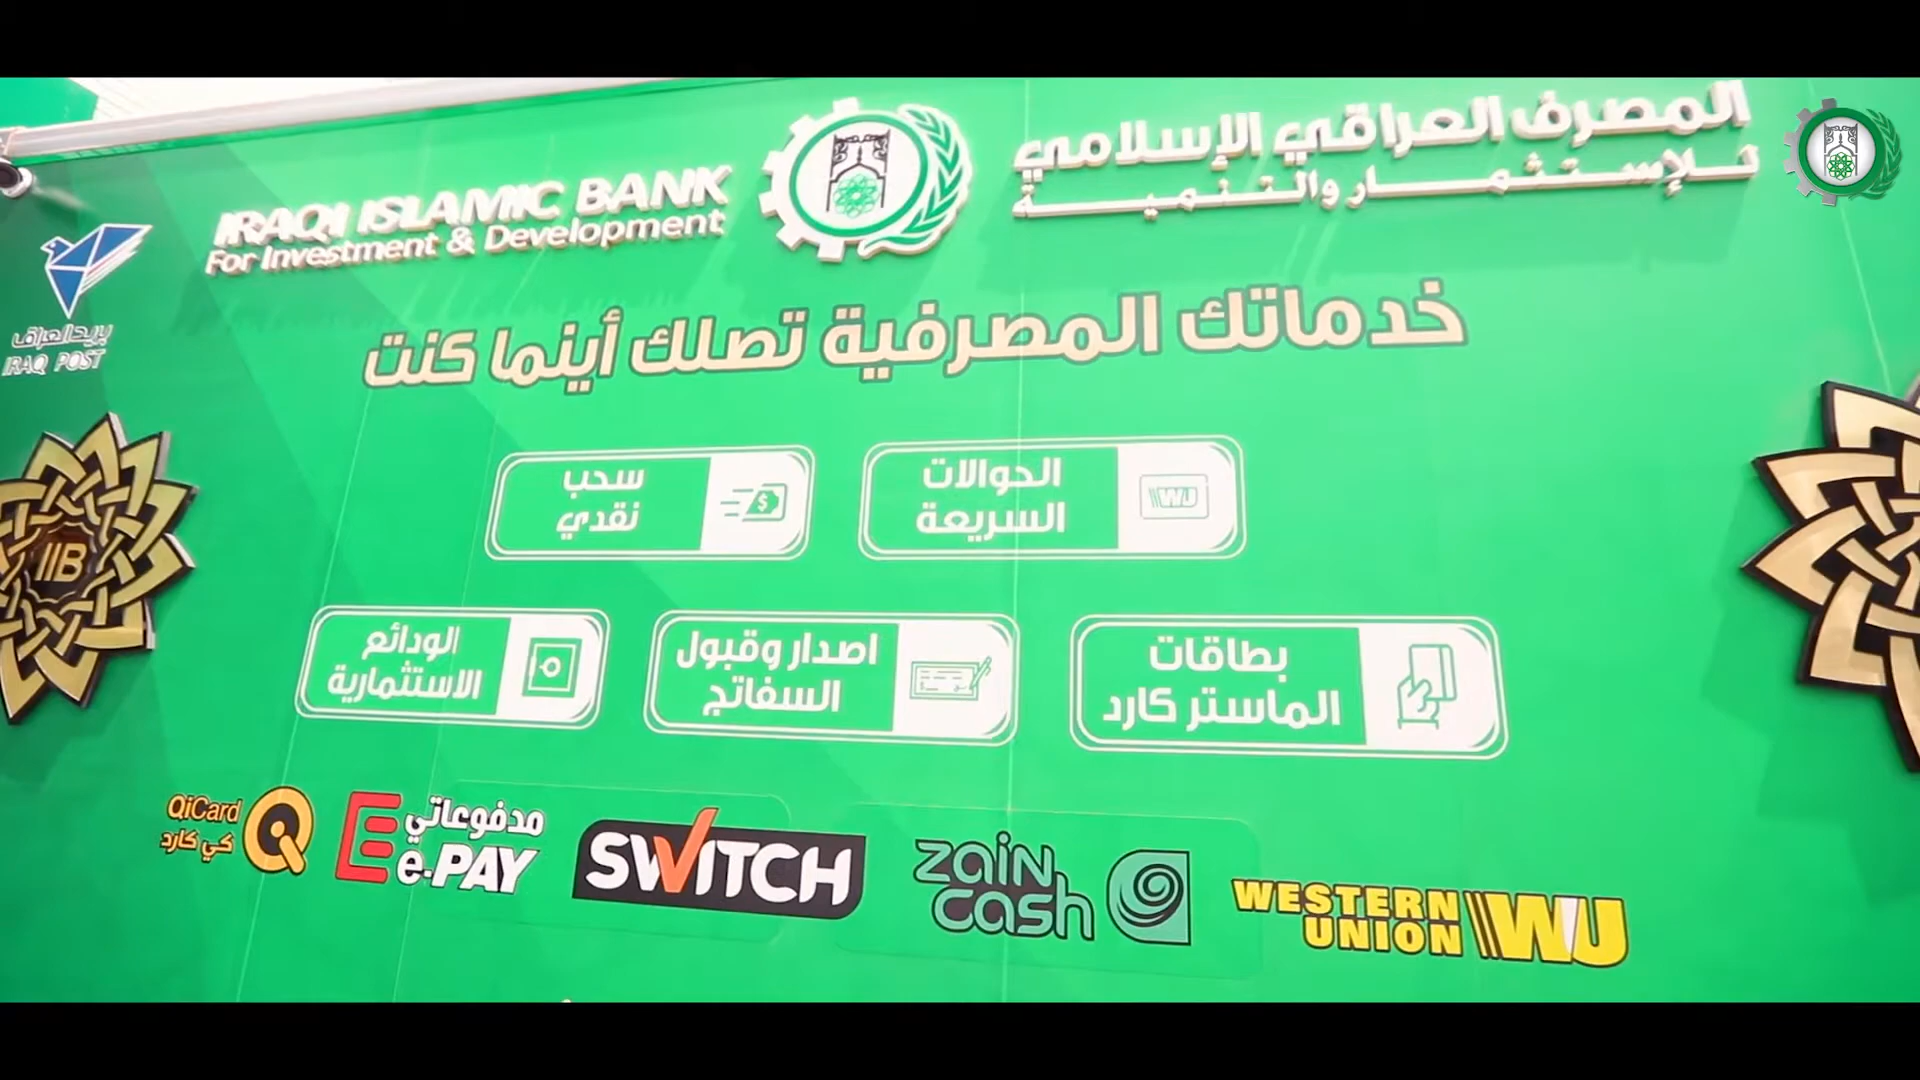 المصرف العراقي الإسلامي
للإستثمار والتنمية
IRAQI ISLAMIC BANK
For Investment & Development
بريد العراق
IRAQ POST
خدماتك المصرفية تصلك أينما كنت
الحوالات
السريعة
WU
سحب
نقدي
$
IIB
بطاقات
الماستر كارد
اصدار وقبول
السفاتج
الودائع
الاستثمارية
QiCard
كي كارد
مدفوعاتي
e.PAY
SWITCH
zain
cash
WESTERN
UNION
WU